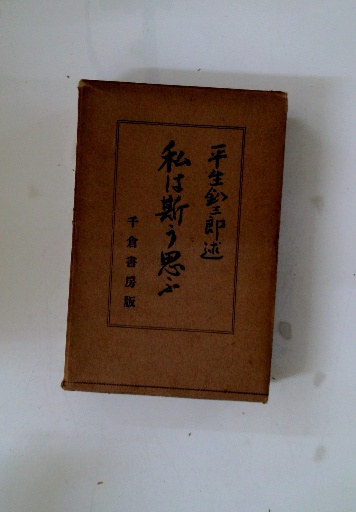 平生釟三郎述
私は斯う思ふ
千倉書房版